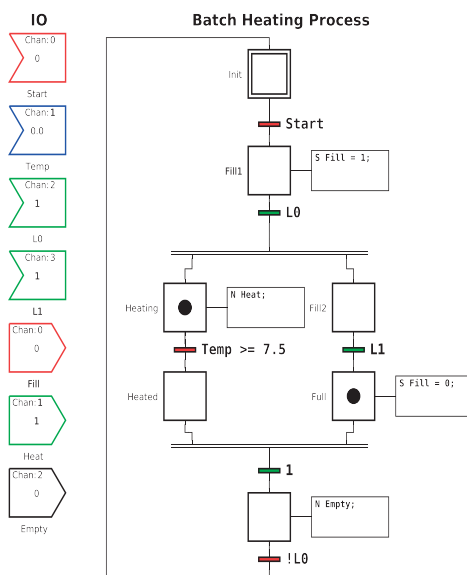 IO
Chan: 0
0
Start
Chan: 1
0.0
Temp
Chan: 2
1
L0
Chan: 3
1
L1
Chan: 0
0
Fill
Chan: 1
1
Heat
Chan: 2
0
Empty
Batch Heating Process
Init
Start
Fill1
S Fill = 1;
L0
Heating
N Heat;
Fill2
Temp >= 7.5
L1
Heated
Full
S Fill = 0;
1
N Empty;
!L0